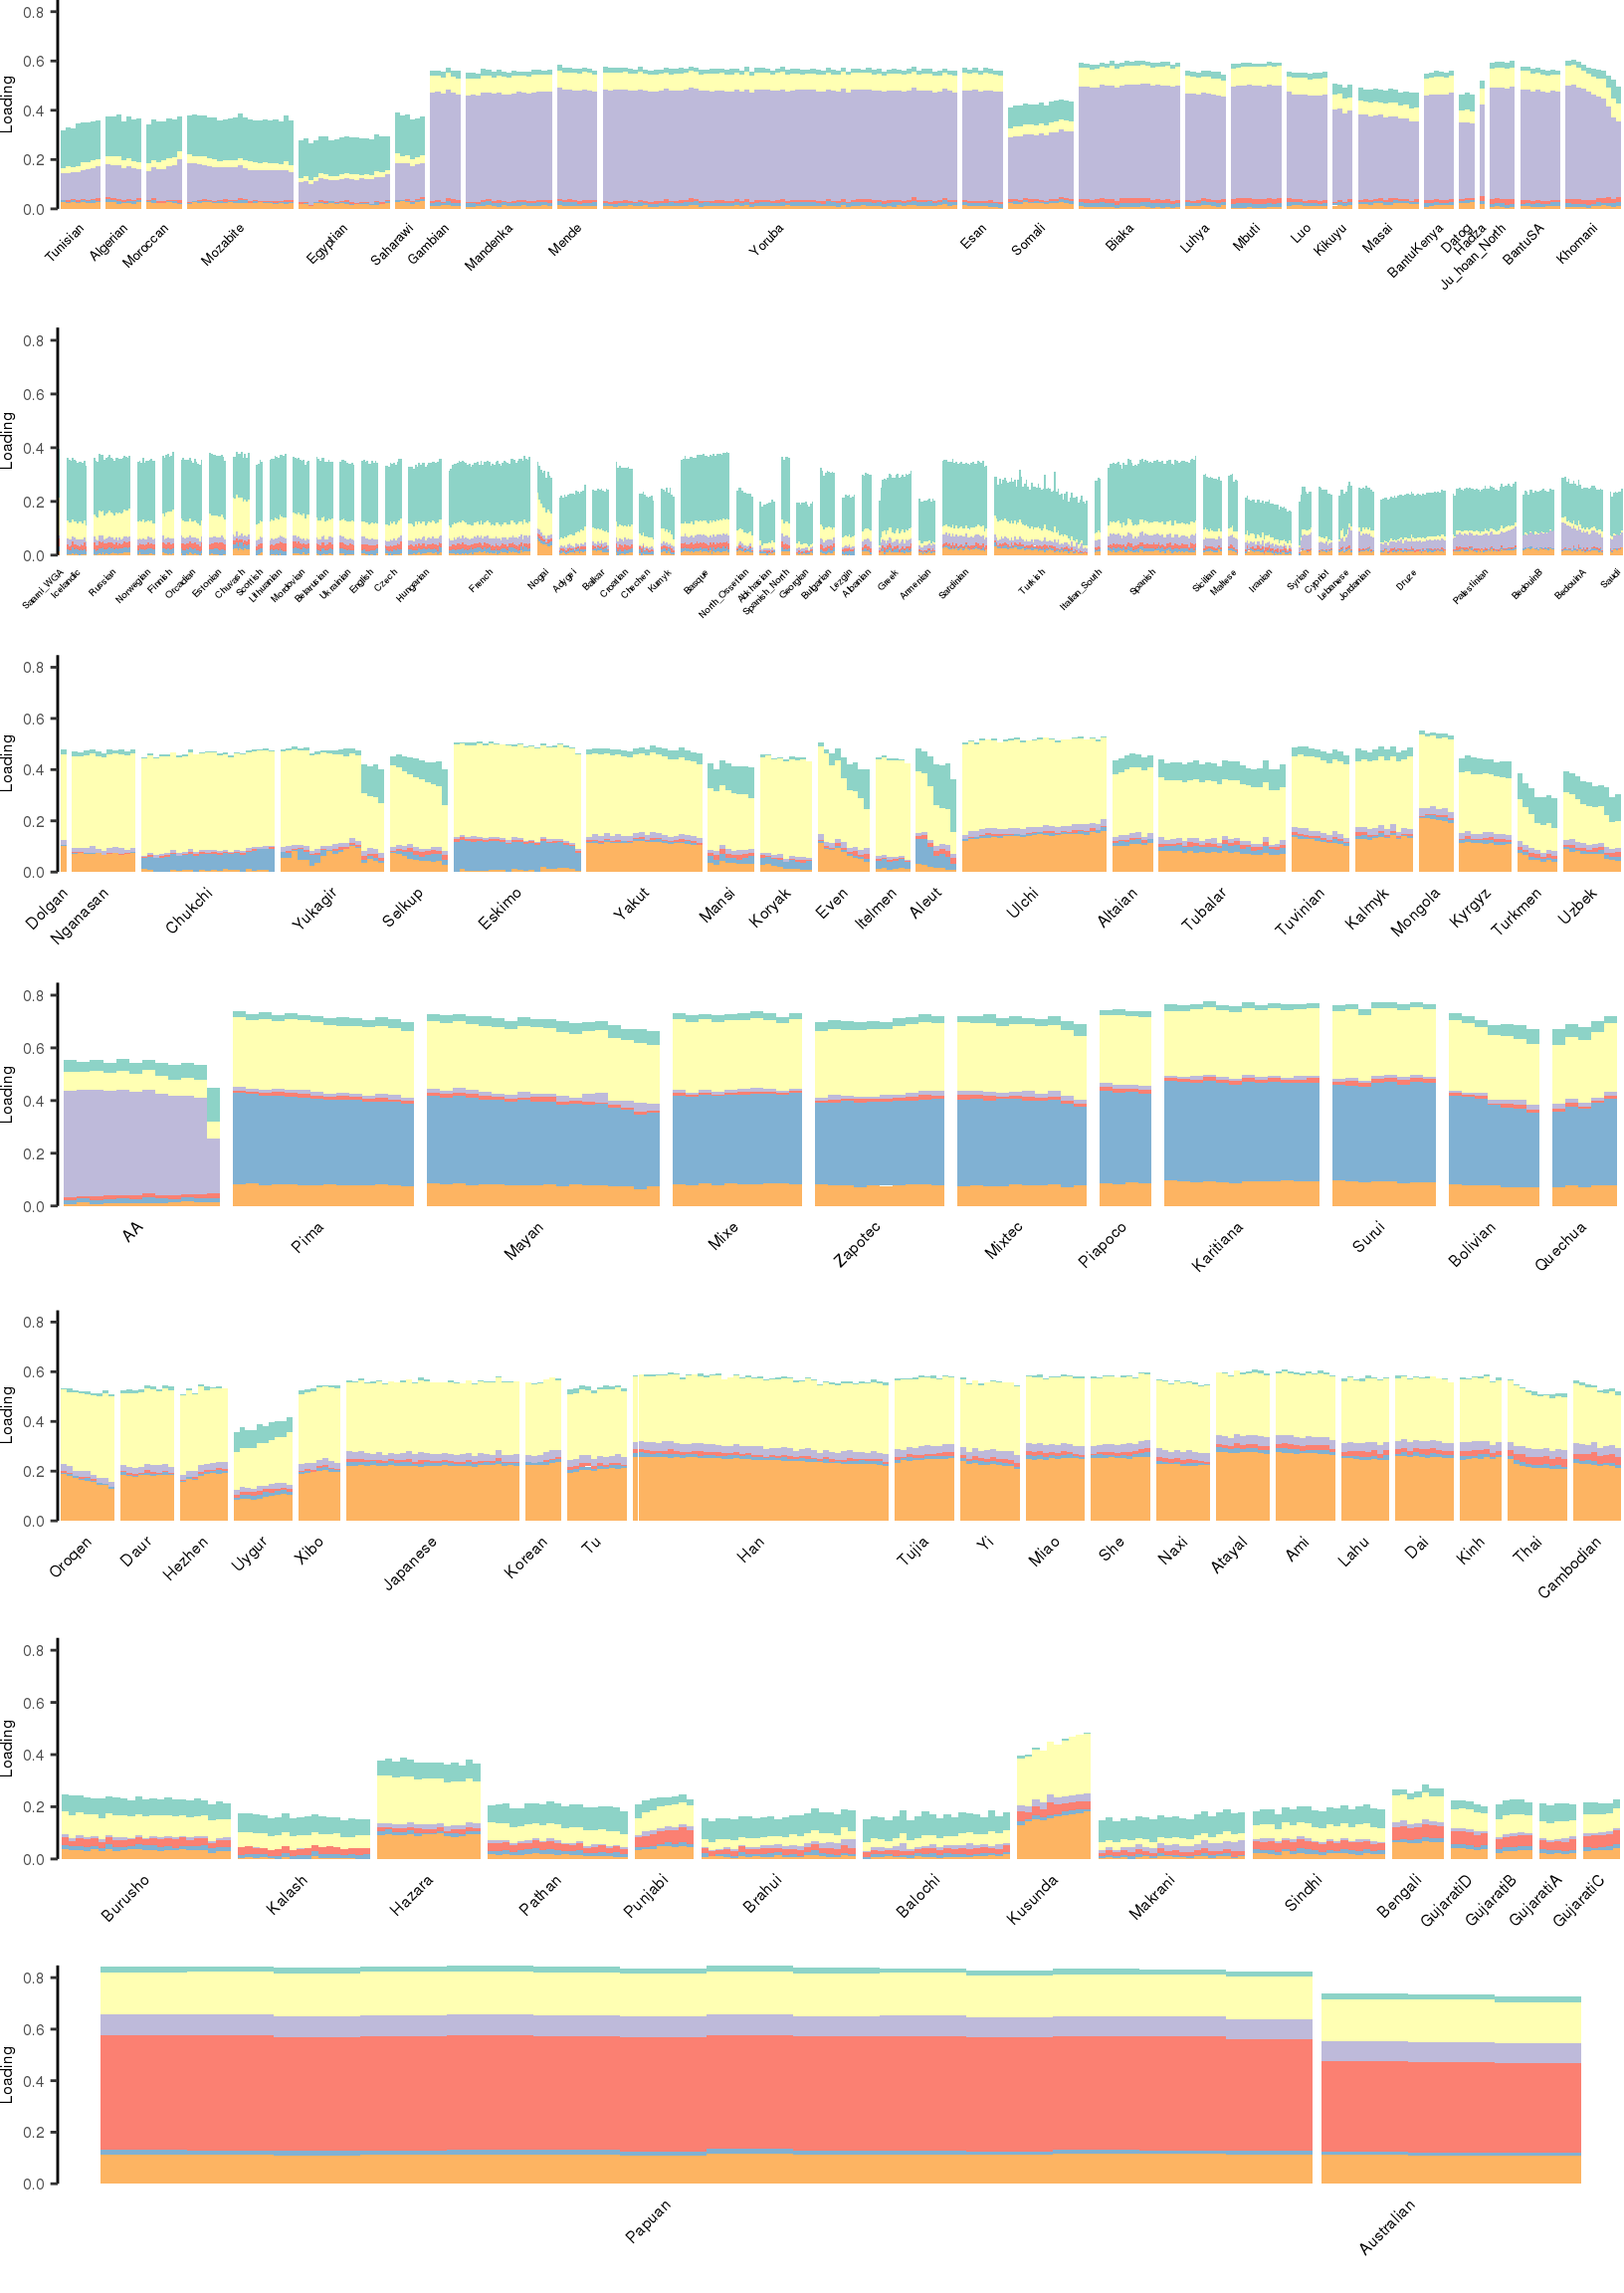 0.8
0.6
0.4
0.2
0.0
Loading
Tunisian Algerian Moroccan Mozabite Egyptian Saharawi Gambian Mandenka Mende Yoruba Esan Somali Biaka Luhya Mbuti Luo Kikuyu Masai BantuKenya Datog Hadza Ju_hoan_North BantuSA Khomani
0.8
0.6
0.4
0.2
0.0
Loading
Saami_WGA Icelandic Russian Norwegian Finnish Orcadian Estonian Chuvash Scottish Lithuanian Mordovian Belarusian Ukrainian English Czech Hungarian French Nogai Adygei Balkar Croatian Chechen Kumyk Basque North_Ossetian Abkhasian Spanish_North Georgian Bulgarian Lezgin Albanian Greek Armenian Sardinian Turkish Italian_South Spanish Sicilian Maltese Iranian Syrian Cypriot Lebanese Jordanian Druze Palestinian BedouinB BedouinA Saudi
0.8
0.6
0.4
0.2
0.0
Loading
Dolgan Nganasan Chukchi Yukagir Selkup Eskimo Yakut Mansi Koryak Even Itelmen Aleut Ulchi Altaian Tubalar Tuvinian Kalmyk Mongola Kyrgyz Turkmen Uzbek
0.8
0.6
0.4
0.2
0.0
Loading
AA Pima Mayan Mixe Zapotec Mixtec Piapoco Karitiana Surui Bolivian Quechua
0.8
0.6
0.4
0.2
0.0
Loading
Oroqen Daur Hezhen Uygur Xibo Japanese Korean Tu Han Tujia Yi Miao She Naxi Atayal Ami Lahu Dai Kinh Thai Cambodian
0.8
0.6
0.4
0.2
0.0
Loading
Burusho Kalash Hazara Pathan Punjabi Brahui Balochi Kusunda Makrani Sindhi Bengali GujaratiD GujaratiB GujaratiA GujaratiC
0.8
0.6
0.4
0.2
0.0
Loading
Papuan Australian